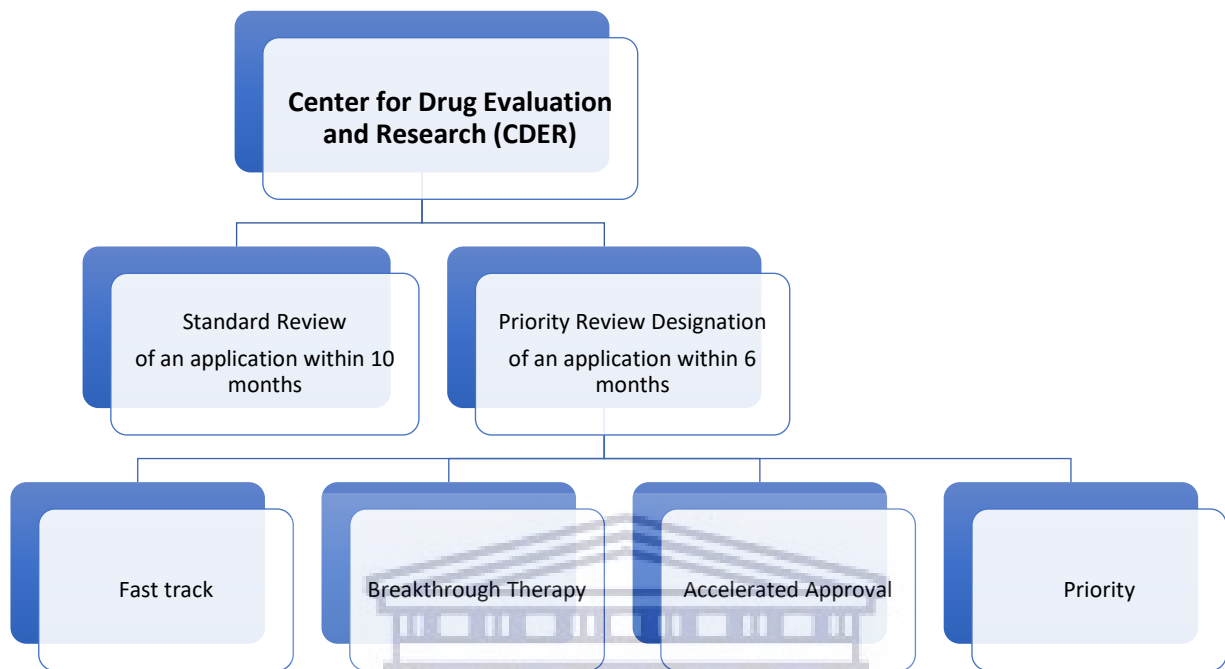 Center for Drug Evaluation
and Research (CDER)
Standard Review
of an application within 10
months
Priority Review Designation
of an application within 6
months
Fast track
Breakthrough Therapy
Accelerated Approval
Priority